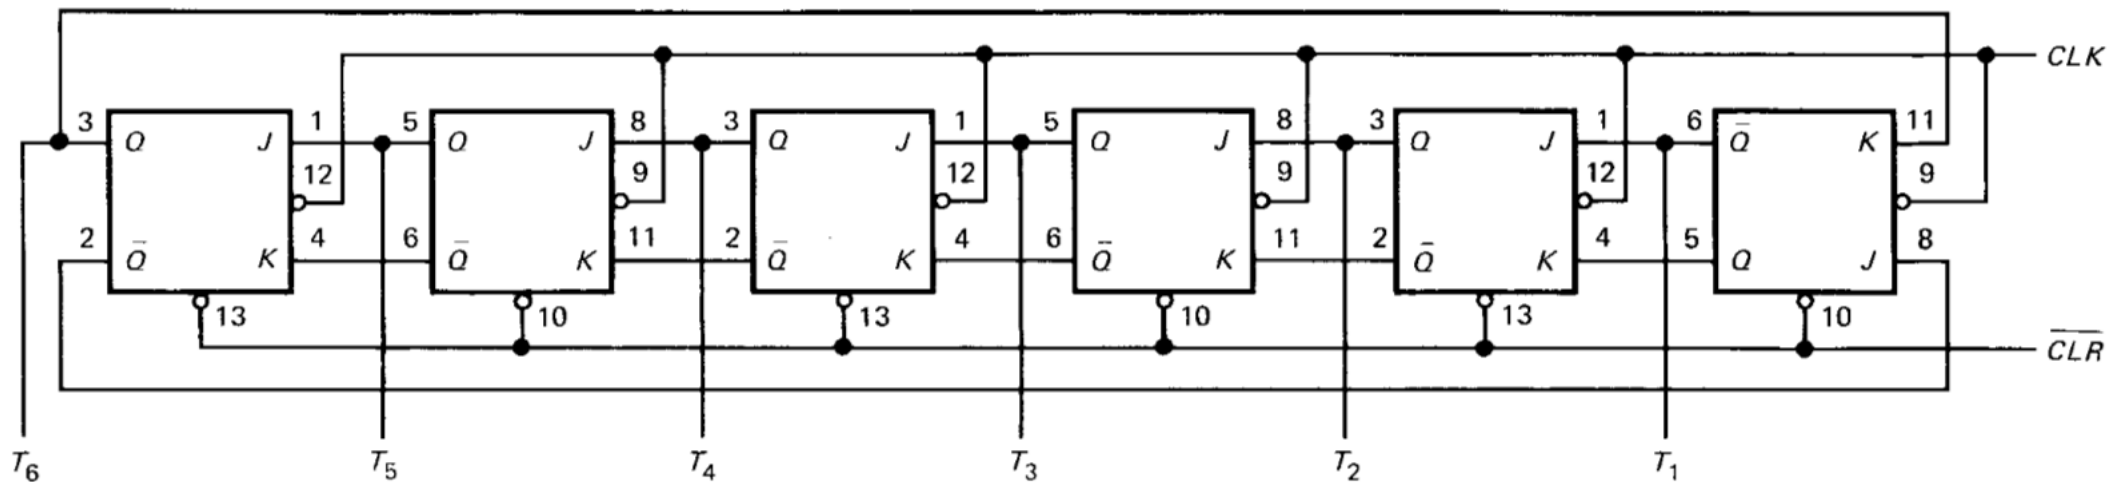 CLK
3 1 5 8 3 1 5 8 3 1 6 11
Q J Q J Q J Q J Q J Q̅ K
12 9 12 9 12 9
2 4 6 11 2 4 6 11 2 4 5 8
Q̅ K Q̅ K Q̅ K Q̅ K Q̅ K Q J
13 10 13 10 13 10
C̅L̅R̅
T₆ T₅ T₄ T₃ T₂ T₁